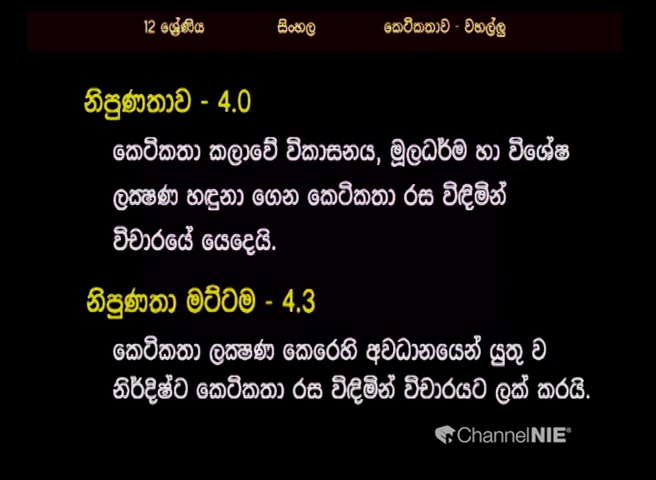 12 ශ්‍රේණිය සිංහල කෙටිකතාව - වහල්ලු
නිපුණතාව - 4.0
කෙටිකතා කලාවේ විකාසනය, මූලධර්ම හා විශේෂ
ලක්‍ෂණ හඳුනා ගෙන කෙටිකතා රස විඳිමින්
විචාරයේ යෙදෙයි.
නිපුණතා මට්ටම - 4.3
කෙටිකතා ලක්‍ෂණ කෙරෙහි අවධානයෙන් යුතු ව
නිර්දිෂ්ට කෙටිකතා රස විඳිමින් විචාරයට ලක් කරයි.
ChannelNIE